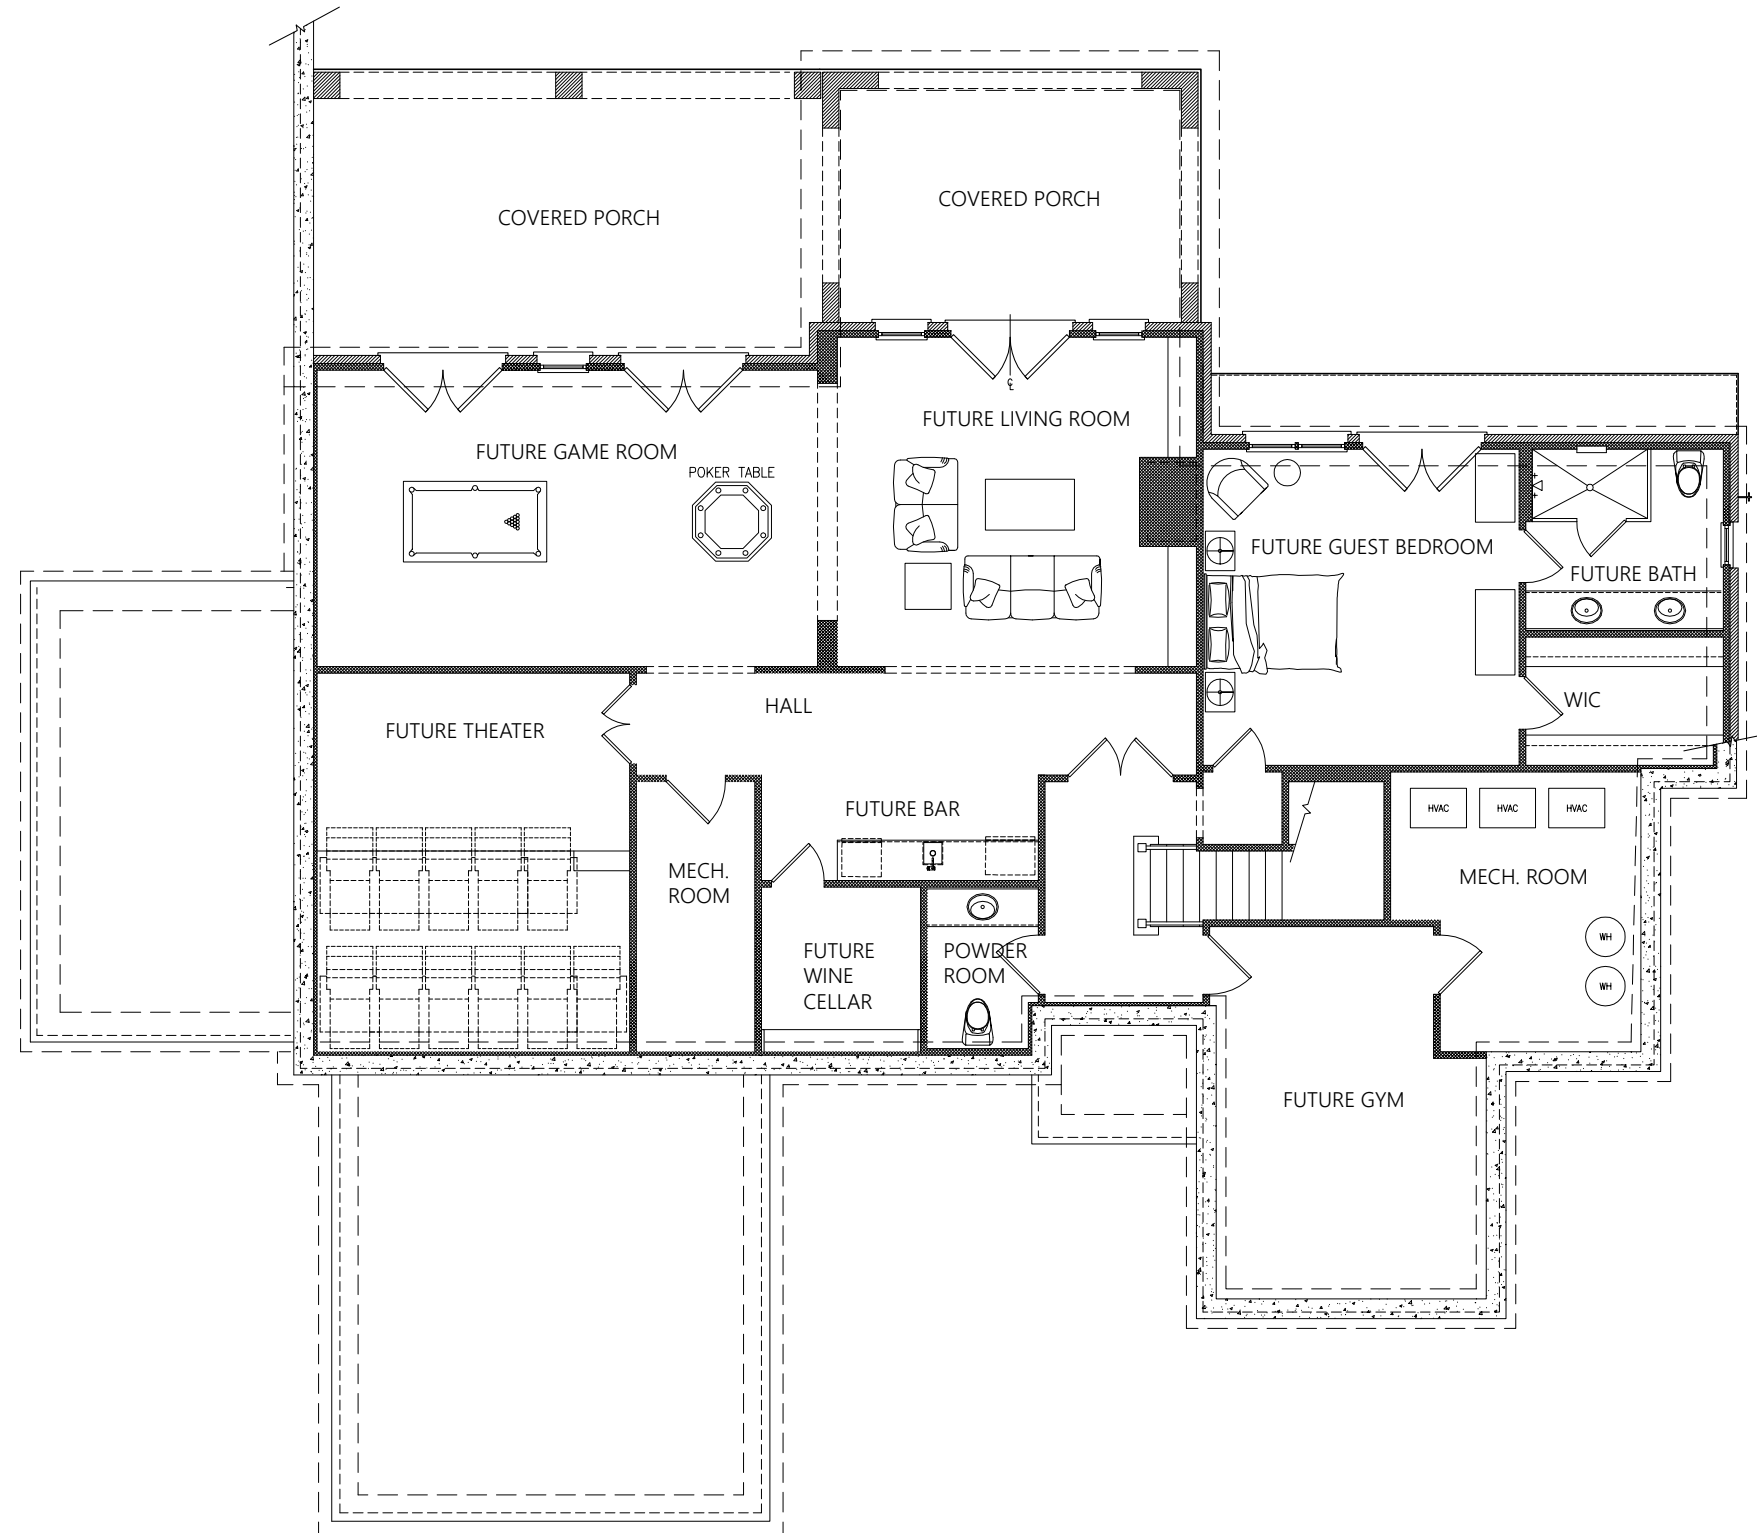 COVERED PORCH
COVERED PORCH
FUTURE LIVING ROOM
FUTURE GAME ROOM
POKER TABLE
FUTURE GUEST BEDROOM
FUTURE BATH
WIC
HALL
FUTURE THEATER
FUTURE BAR
HVAC
HVAC
HVAC
MECH.
ROOM
MECH. ROOM
WH
WH
FUTURE
WINE
CELLAR
POWDER
ROOM
FUTURE GYM